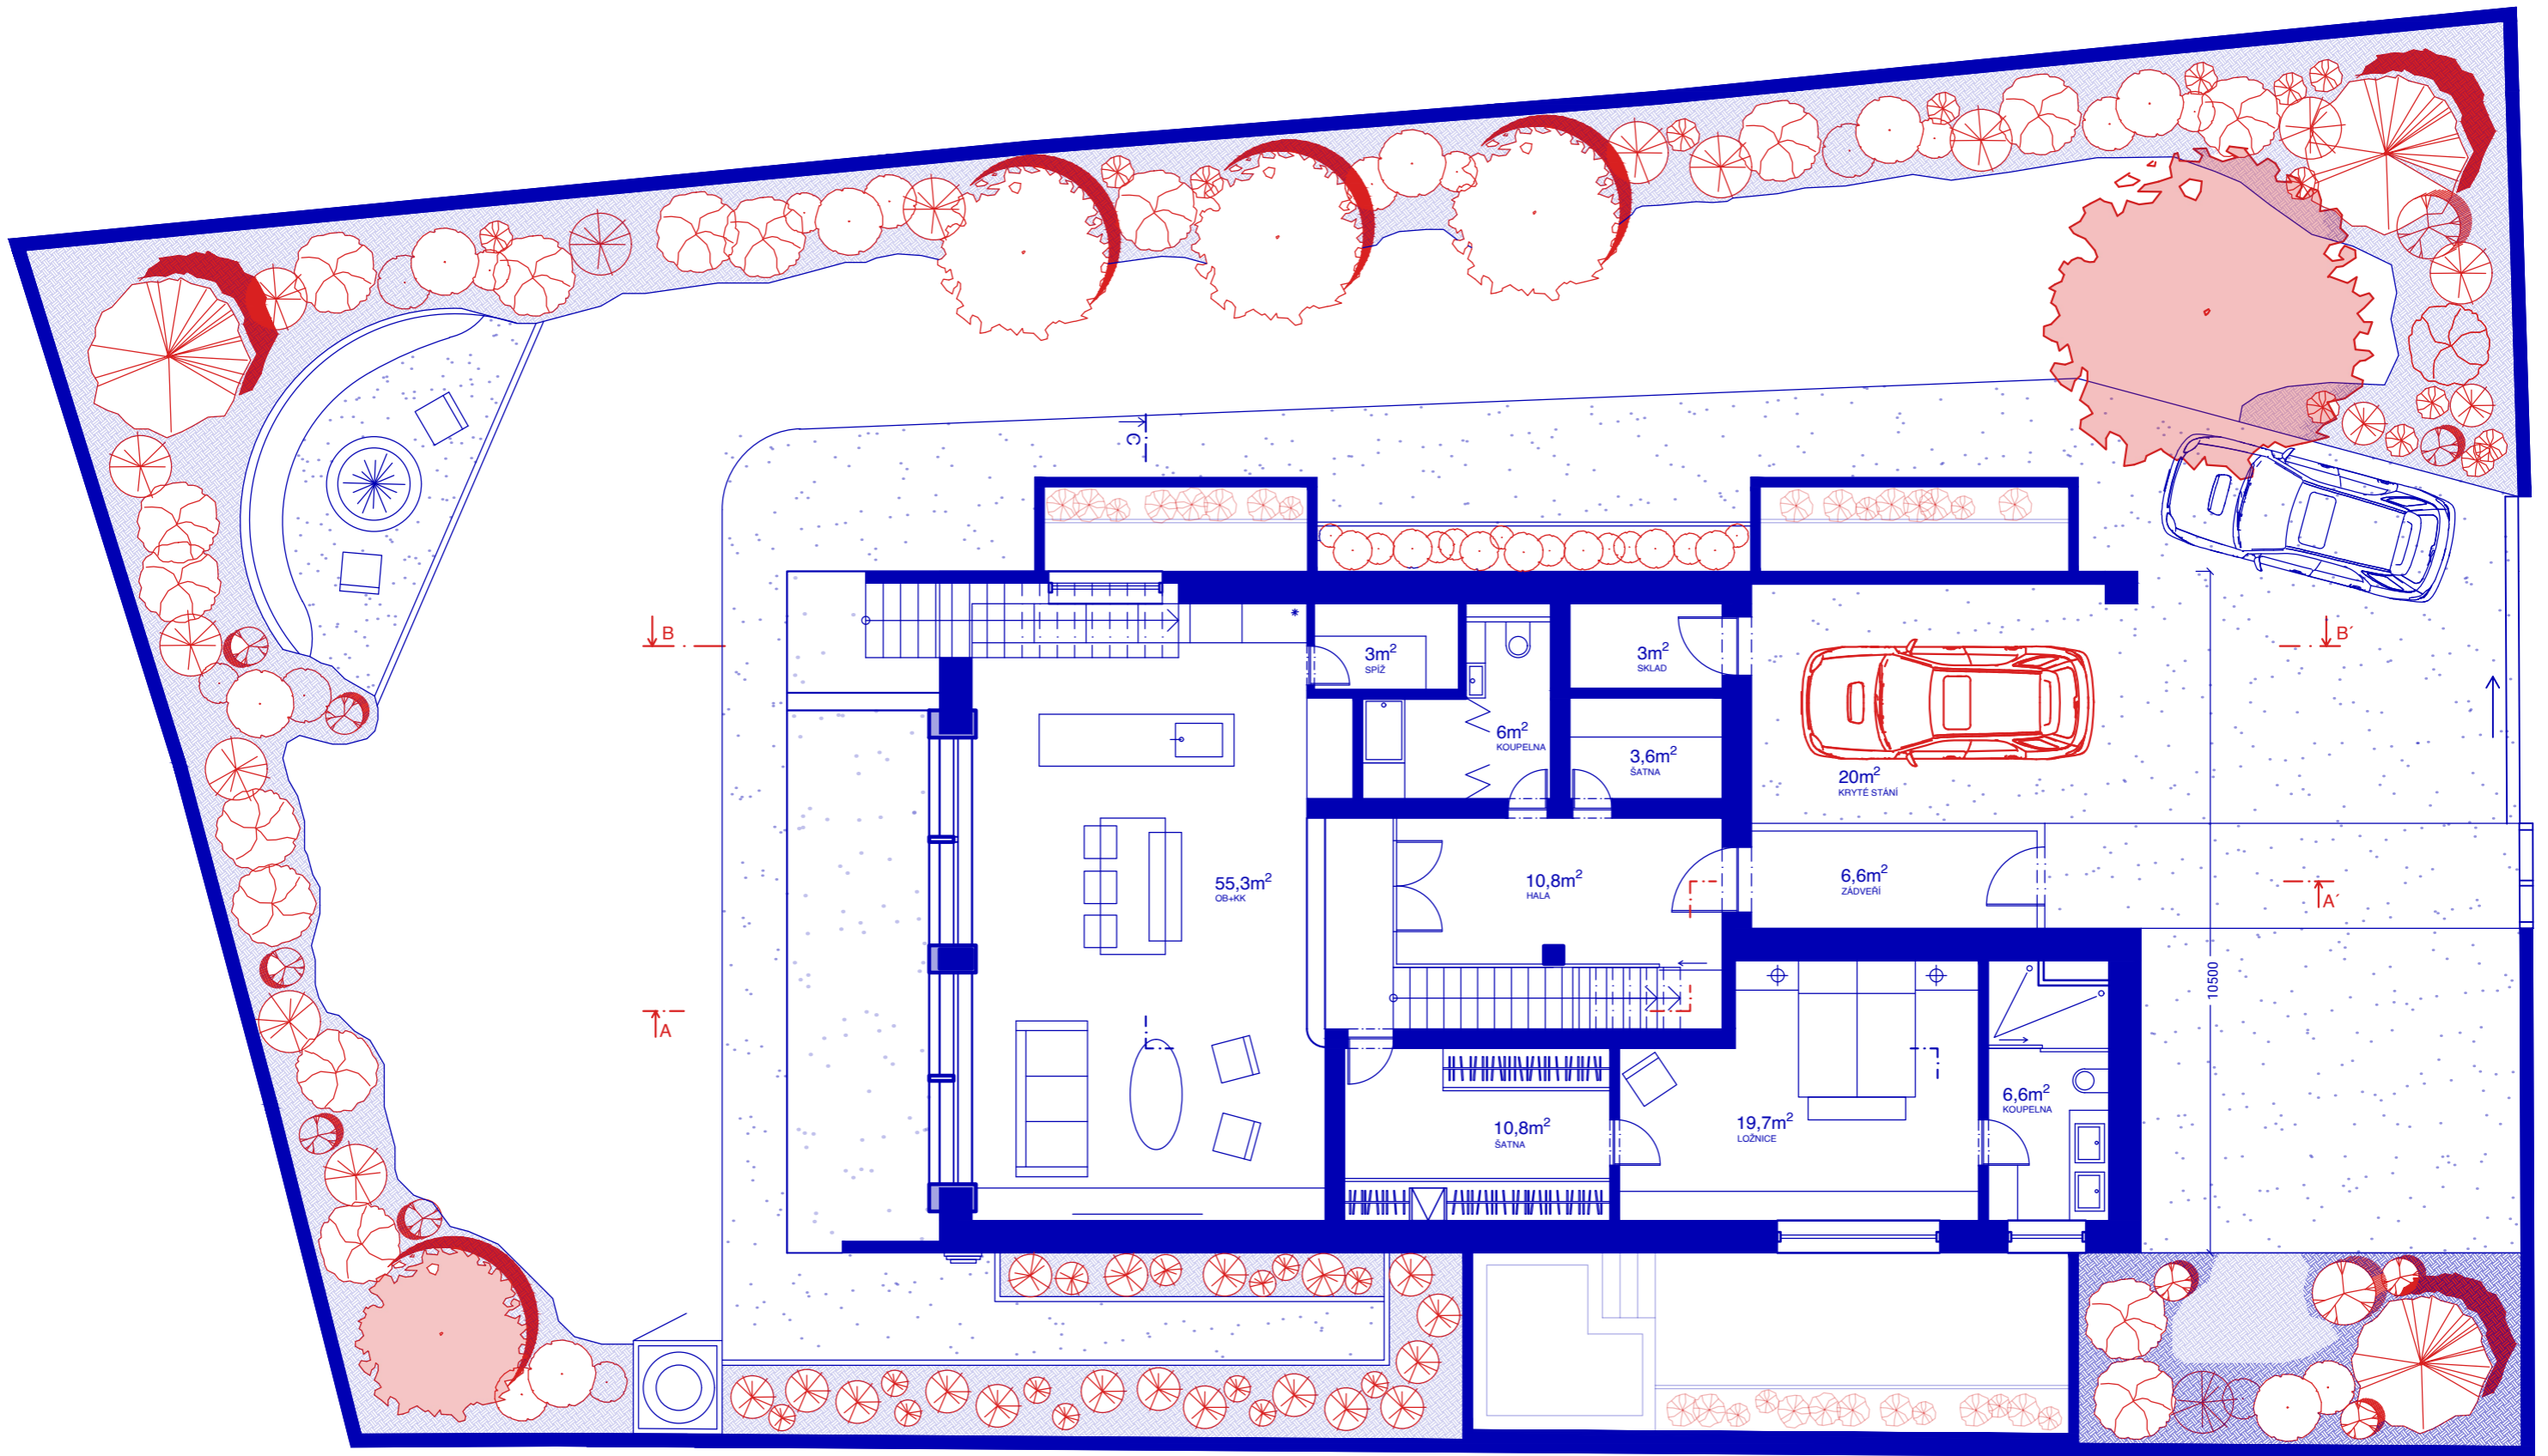 C
B
B´
3m²
SPÍŽ
3m²
SKLAD
6m²
KOUPELNA
3,6m²
ŠATNA
20m²
KRYTÉ STÁNÍ
55,3m²
OB+KK
10,8m²
HALA
6,6m²
ZÁDVEŘÍ
A´
10500
A
10,8m²
ŠATNA
19,7m²
LOŽNICE
6,6m²
KOUPELNA